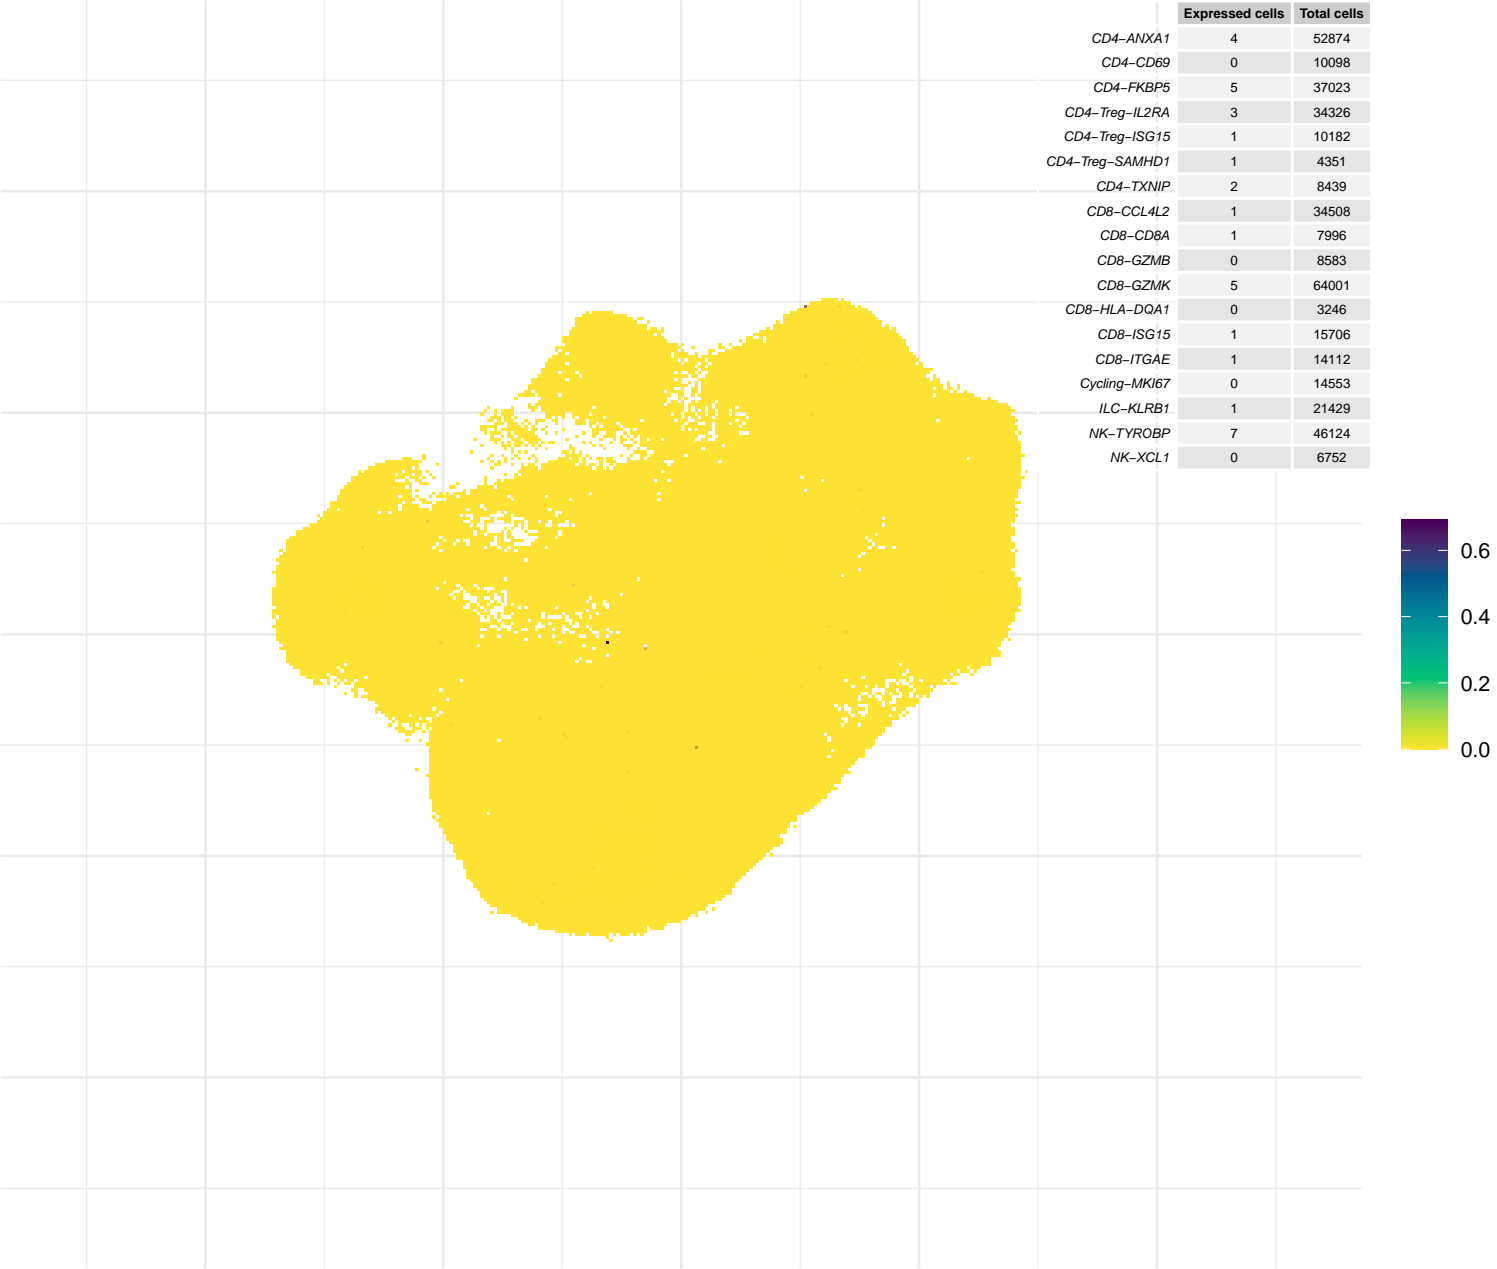 Expressed cells Total cells
CD4−ANXA1 4 52874
CD4−CD69 0 10098
CD4−FKBP5 5 37023
CD4−Treg−IL2RA 3 34326
CD4−Treg−ISG15 1 10182
CD4−Treg−SAMHD1 1 4351
CD4−TXNIP 2 8439
CD8−CCL4L2 1 34508
CD8−CD8A 1 7996
CD8−GZMB 0 8583
CD8−GZMK 5 64001
CD8−HLA−DQA1 0 3246
CD8−ISG15 1 15706
CD8−ITGAE 1 14112
Cycling−MKI67 0 14553
ILC−KLRB1 1 21429
NK−TYROBP 7 46124
NK−XCL1 0 6752
0.6
0.4
0.2
0.0